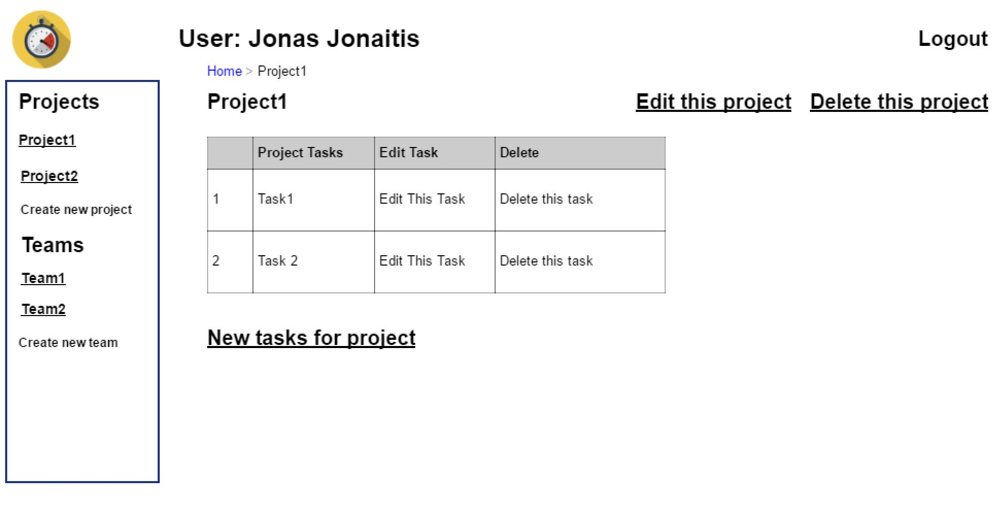 User: Jonas Jonaitis
Logout
Home > Project1
Projects
Project1
Project2
Create new project
Teams
Team1
Team2
Create new team
Project1
Edit this project
Delete this project
Project Tasks Edit Task Delete
1 Task1 Edit This Task Delete this task
2 Task 2 Edit This Task Delete this task
New tasks for project